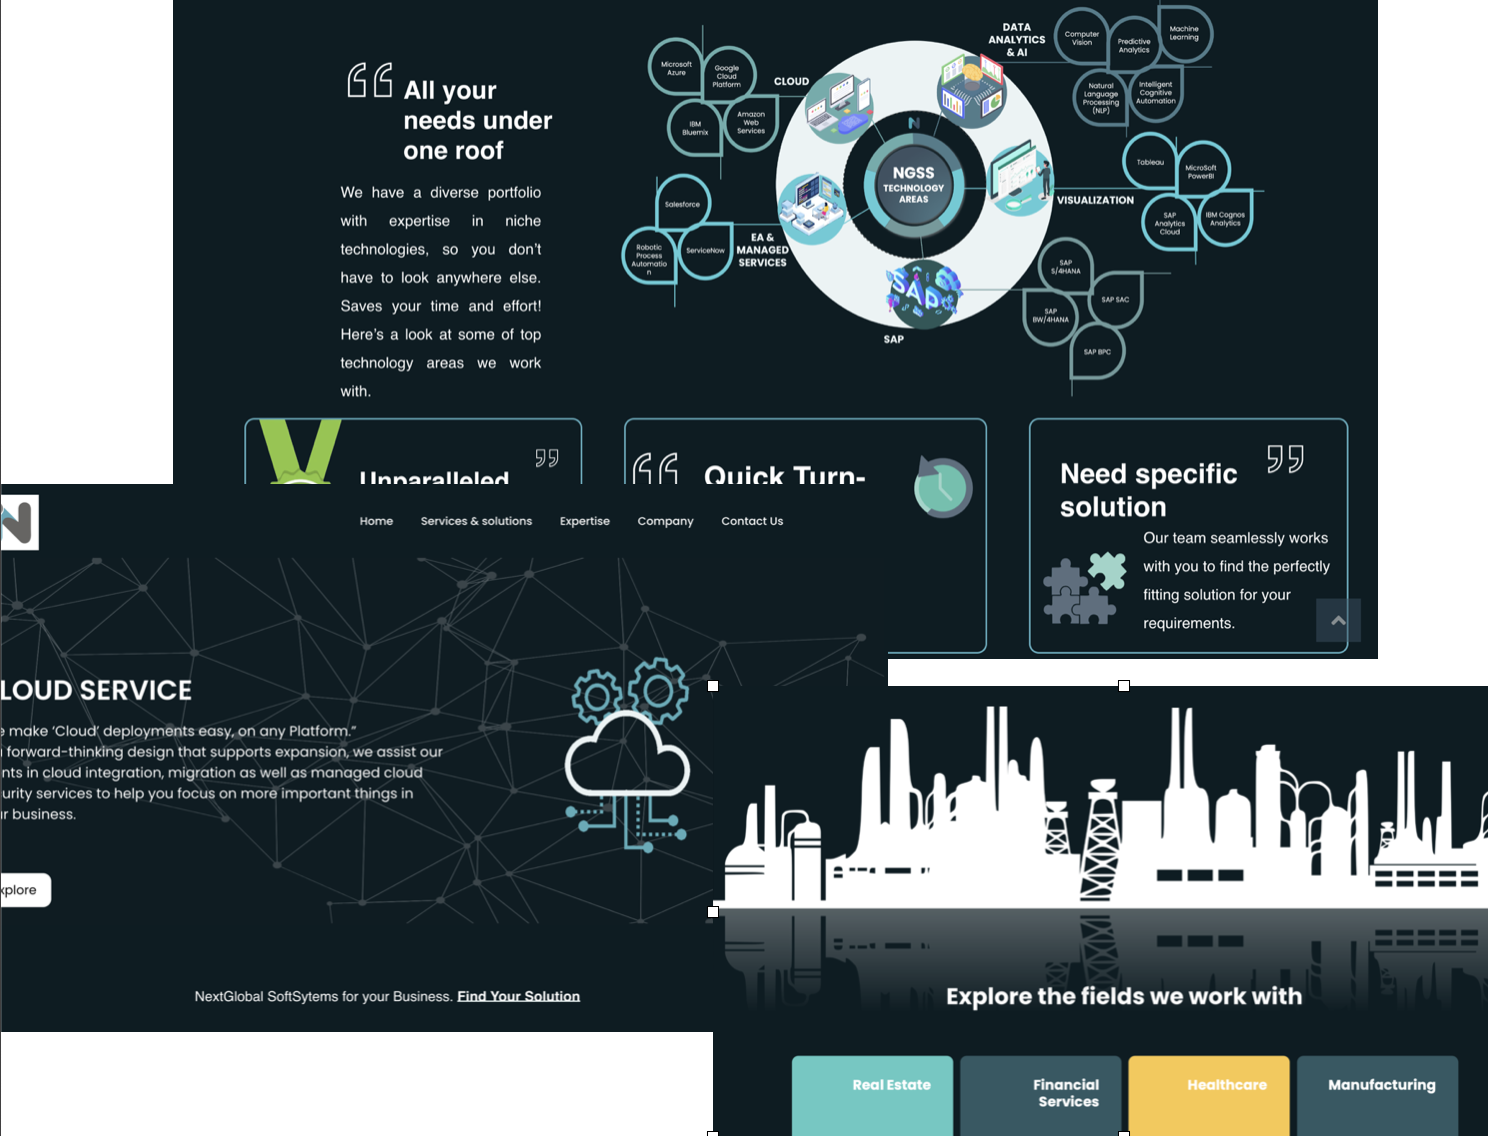 All your
needs under
one roof
We have a diverse portfolio
with expertise in niche
technologies, so you don't
have to look anywhere else.
Saves your time and effort!
Here's a look at some of top
technology areas we work
with.
CLOUD
Microsoft
Azure
Google
Cloud
Platform
IBM
Bluemix
Amazon
Web
Services
DATA
ANALYTICS
& AI
Computer
Vision
Predictive
Analytics
Machine
Learning
Natural
Language
Processing
(NLP)
Intelligent
Cognitive
Automation
NGSS
TECHNOLOGY
AREAS
VISUALIZATION
Tableau
MicroSoft
PowerBI
SAP
Analytics
Cloud
IBM Cognos
Analytics
EA &
MANAGED
SERVICES
Salesforce
Robotic
Process
Automatio
n
ServiceNow
SAP
SAP
SAP
S/4HANA
SAP SAC
SAP
BW/4HANA
SAP BPC
Unparalleled
Quick Turn-
Need specific
solution
Our team seamlessly works
with you to find the perfectly
fitting solution for your
requirements.
N
Home Services & solutions Expertise Company Contact Us
LOUD SERVICE
e make 'Cloud' deployments easy, on any Platform."
forward-thinking design that supports expansion, we assist our
nts in cloud integration, migration as well as managed cloud
urity services to help you focus on more important things in
ur business.
xplore
NextGlobal SoftSytems for your Business. Find Your Solution
Explore the fields we work with
Real Estate
Financial
Services
Healthcare
Manufacturing